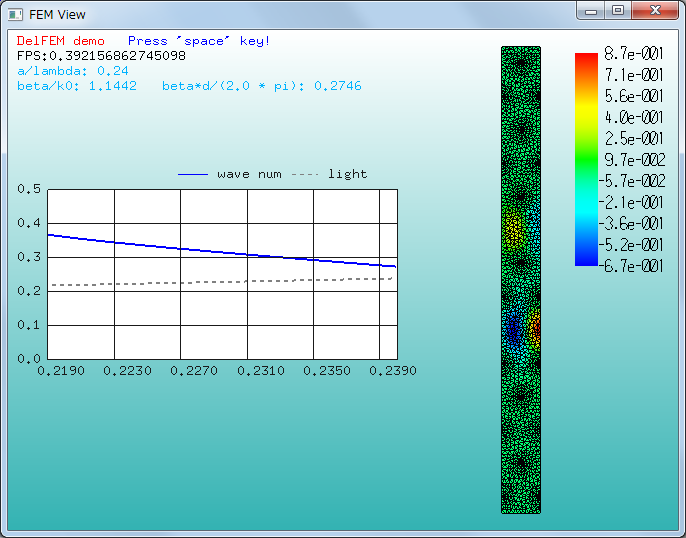 FEM View
DelFEM demo Press "space" key!
FPS:0.392156862745098
a/lambda: 0.24
beta/k0: 1.1442 beta*d/(2.0 * pi): 0.2746
wave num light
0.5
0.4
0.3
0.2
0.1
0.0
0.2190 0.2230 0.2270 0.2310 0.2350 0.2390
8.7e-001
7.1e-001
5.6e-001
4.0e-001
2.5e-001
9.7e-002
-5.7e-002
-2.1e-001
-3.6e-001
-5.2e-001
-6.7e-001